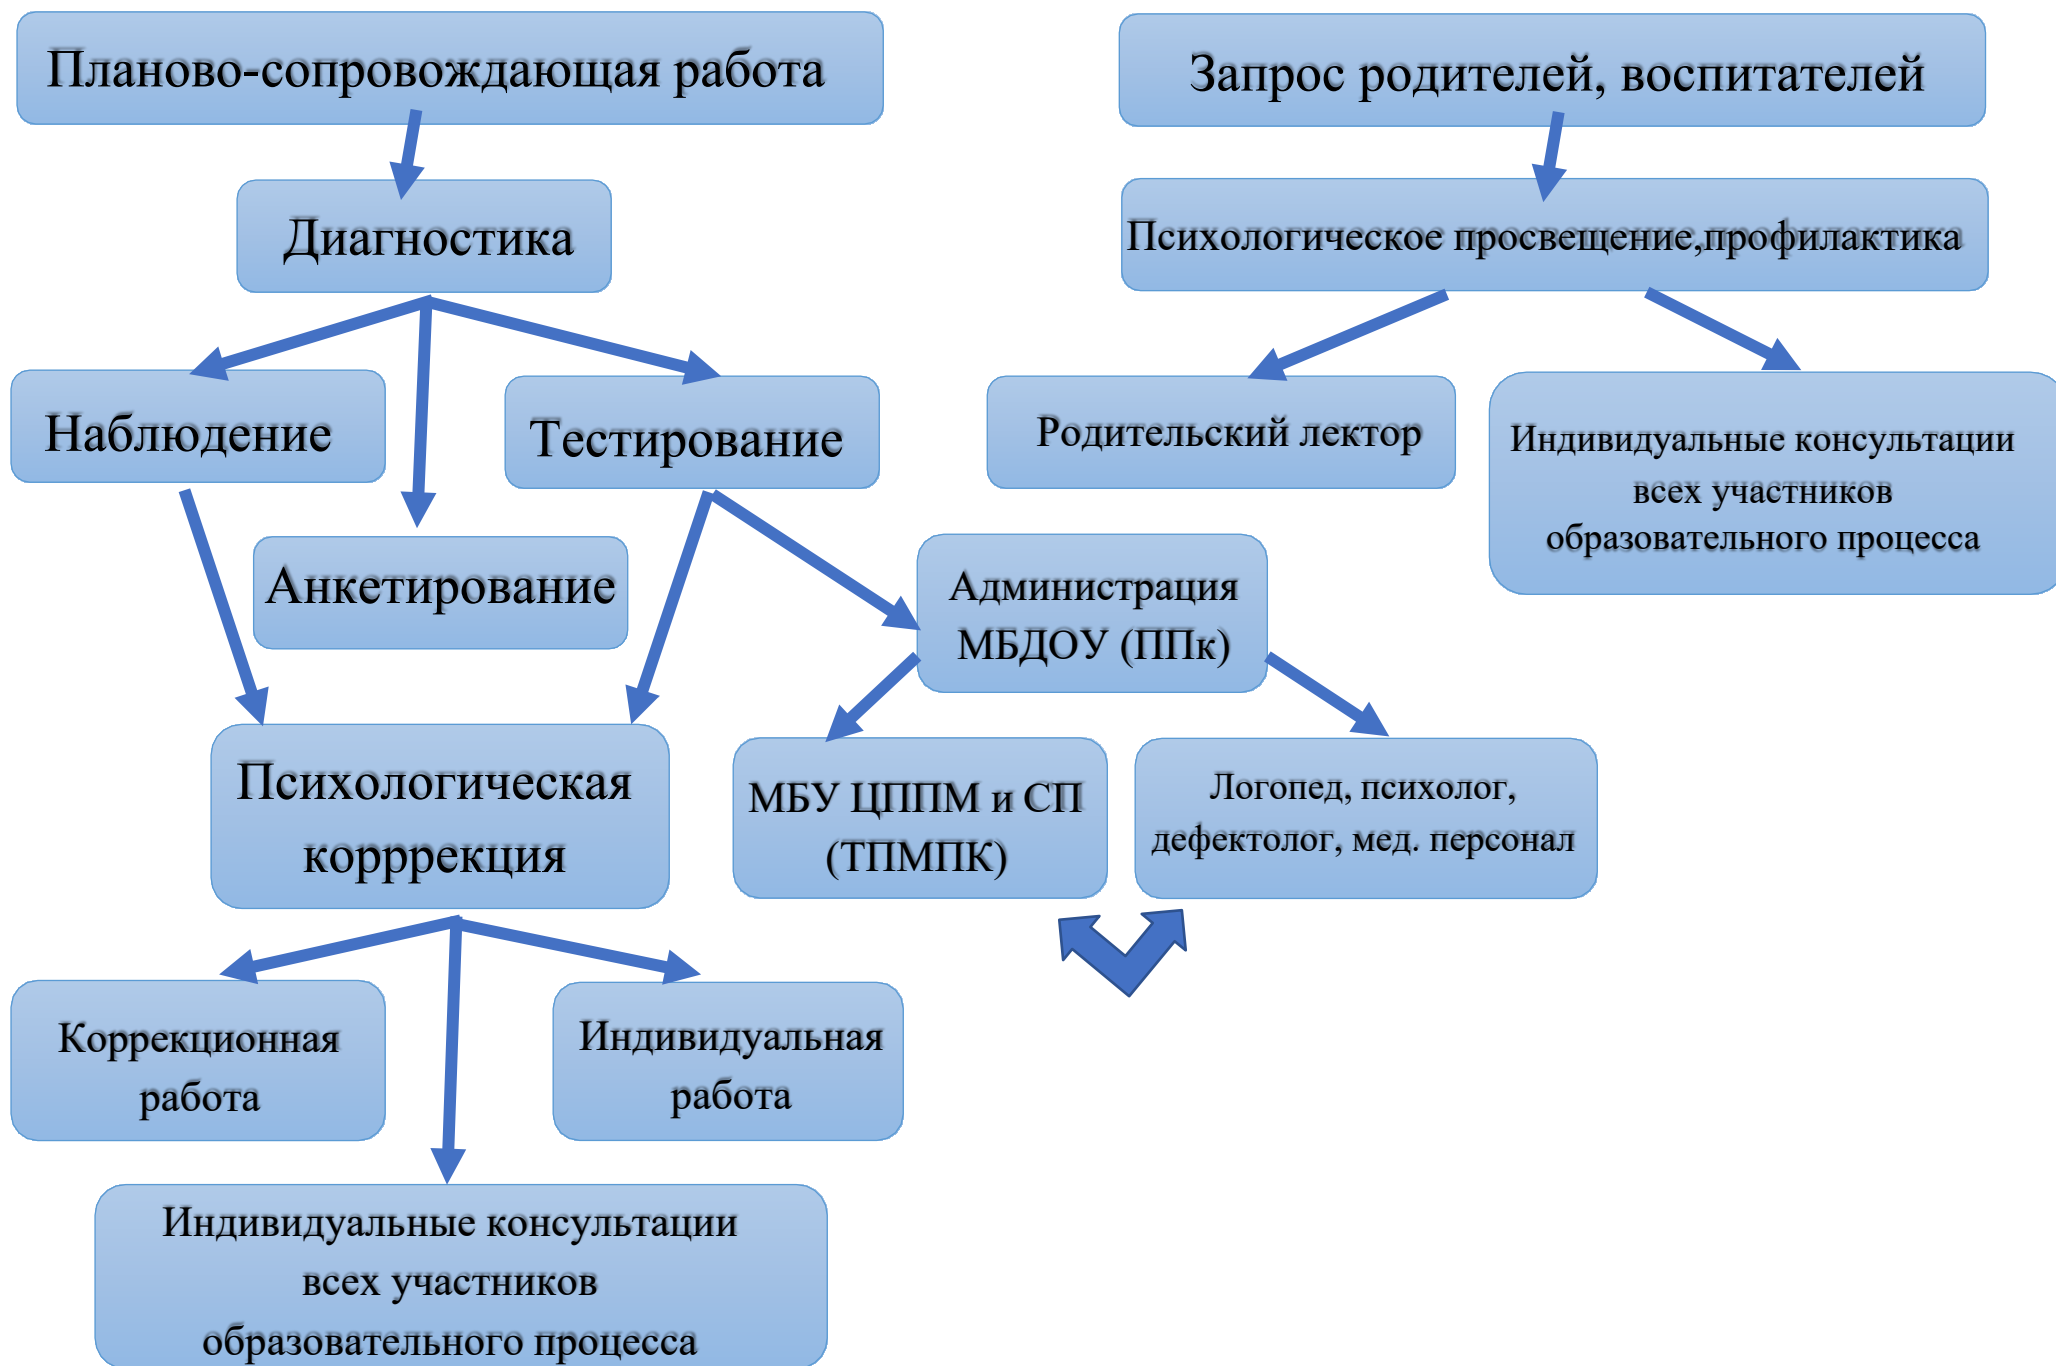 Планово-сопровождающая работа
Запрос родителей, воспитателей
Диагностика
Психологическое просвещение,профилактика
Наблюдение
Тестирование
Родительский лектор
Индивидуальные консультации
всех участников
образовательного процесса
Анкетирование
Администрация
МБДОУ (ППк)
Психологическая
корррекция
МБУ ЦППМ и СП
(ТПМПК)
Логопед, психолог,
дефектолог, мед. персонал
Коррекционная
работа
Индивидуальная
работа
Индивидуальные консультации
всех участников
образовательного процесса